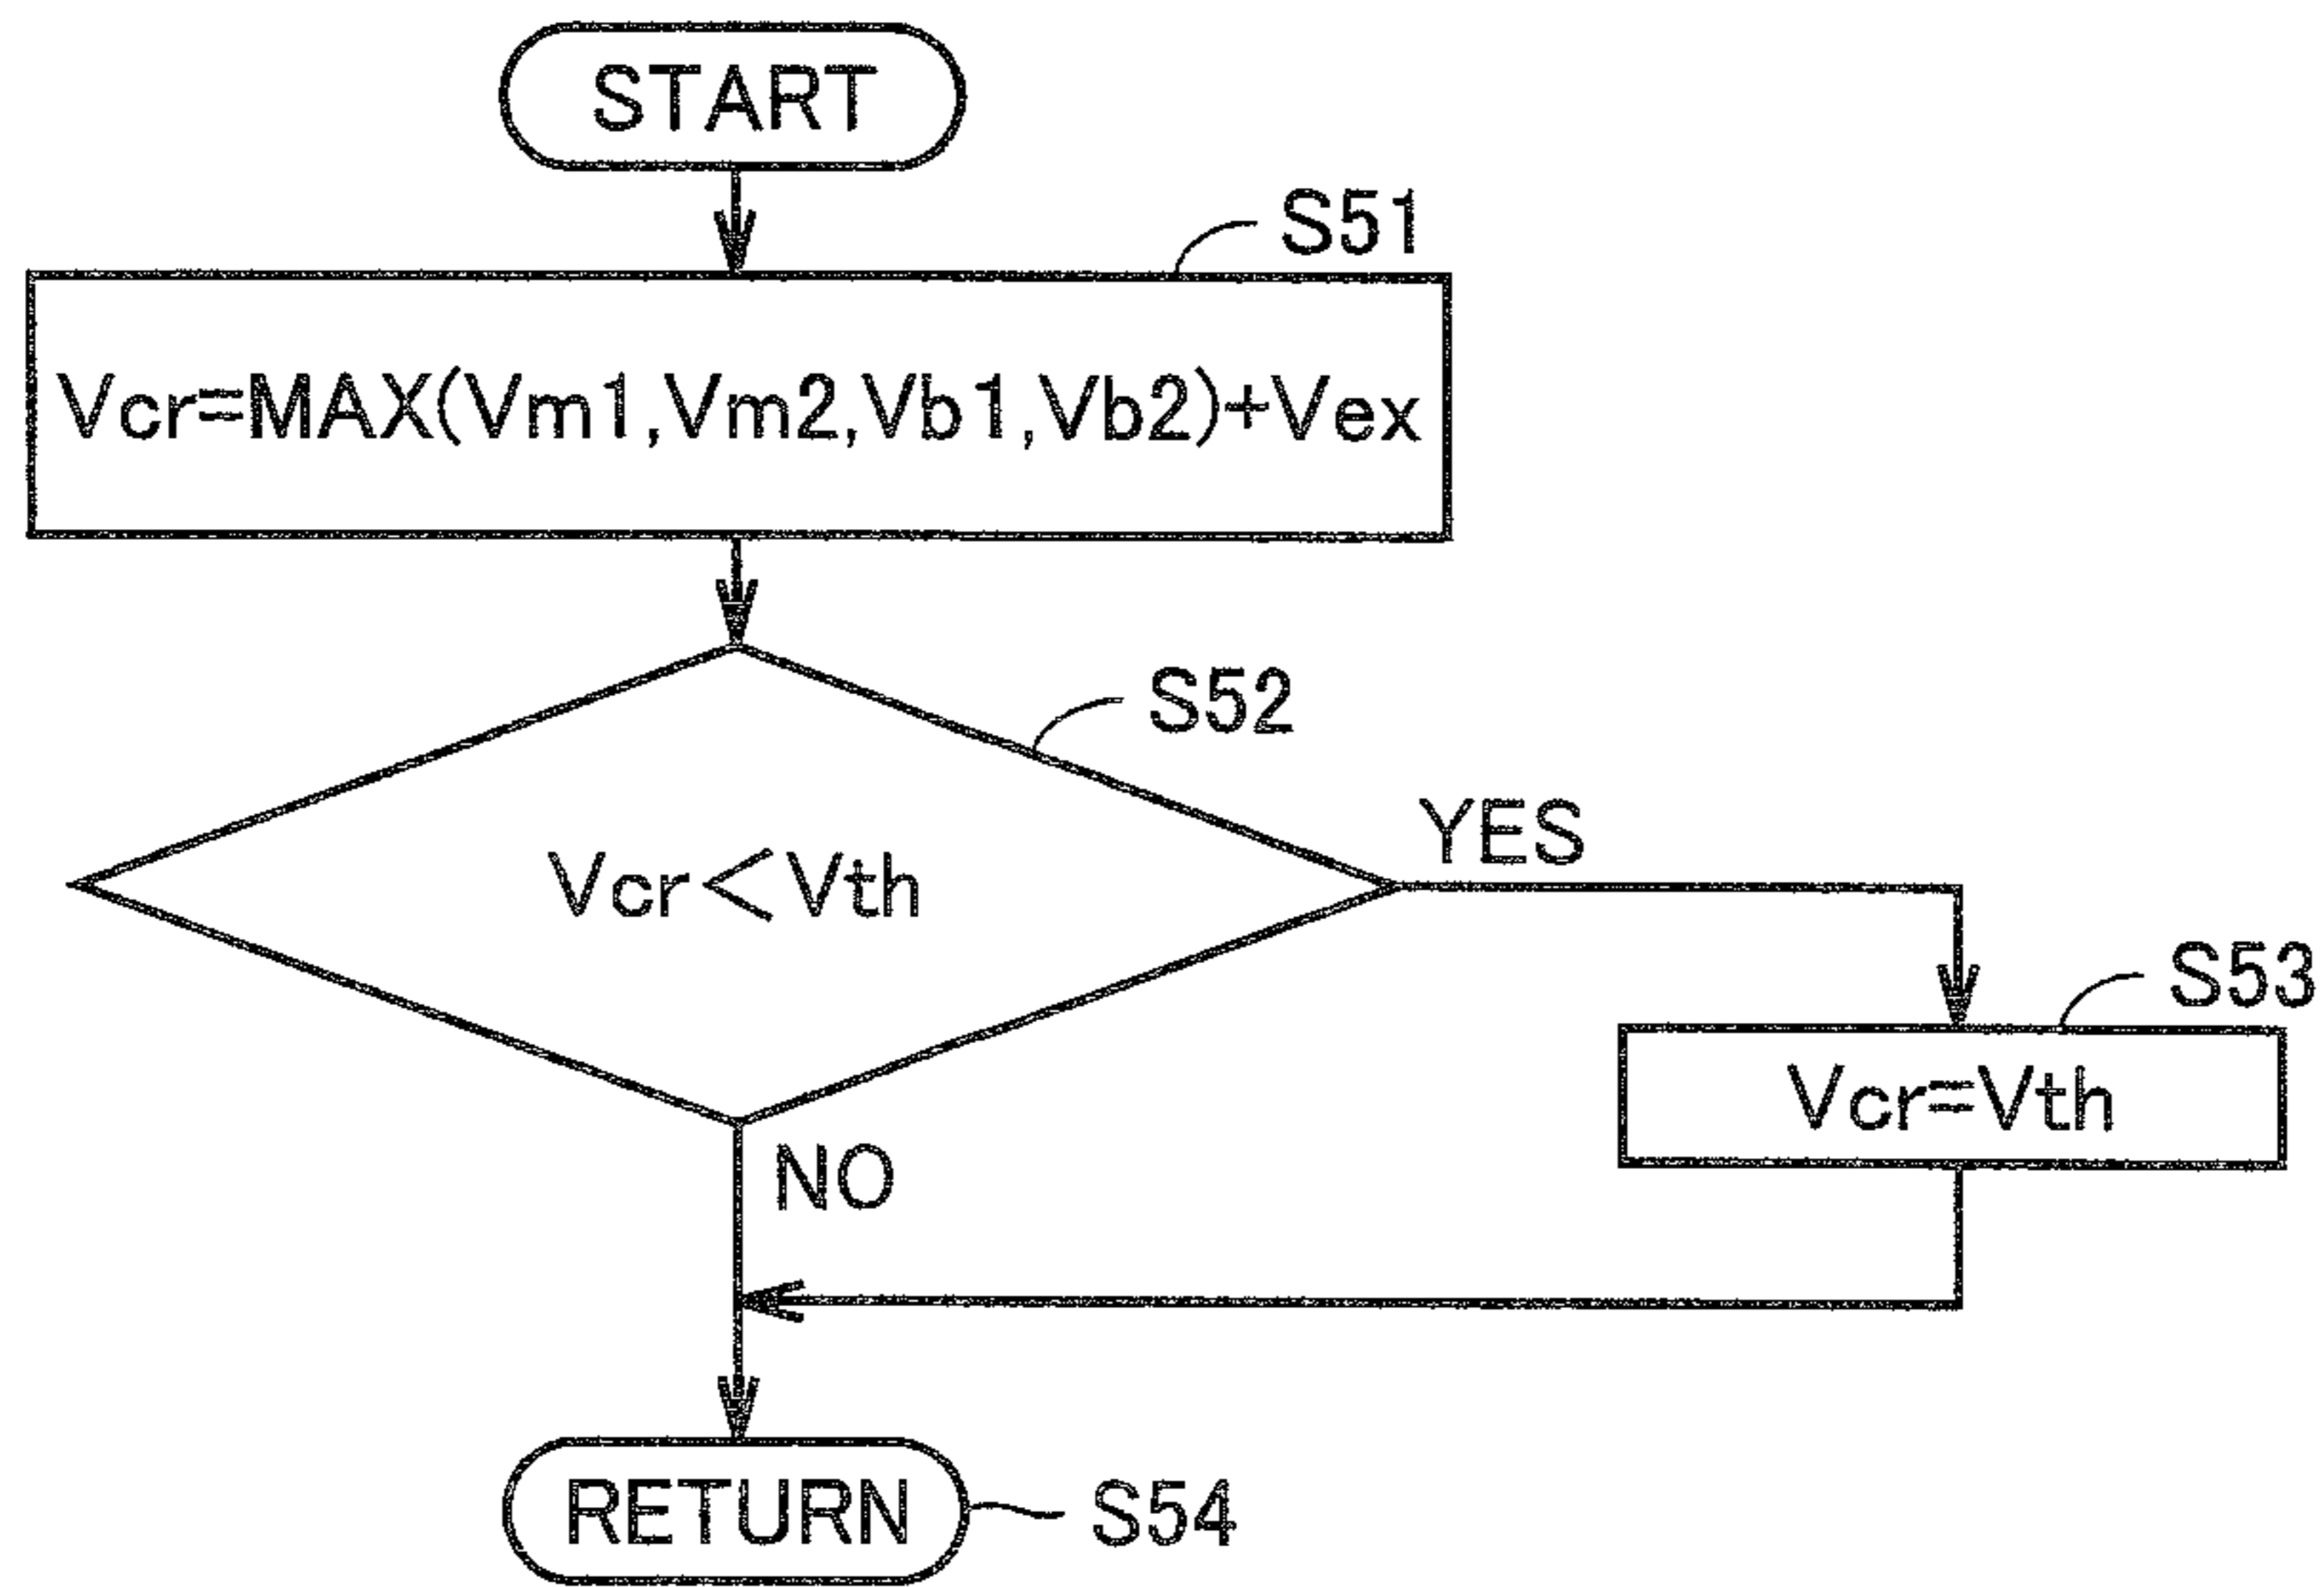 START
S51
Vcr=MAX(Vm1,Vm2,Vb1,Vb2)+Vex
S52
Vcr<Vth
YES
S53
Vcr=Vth
NO
RETURN
S54